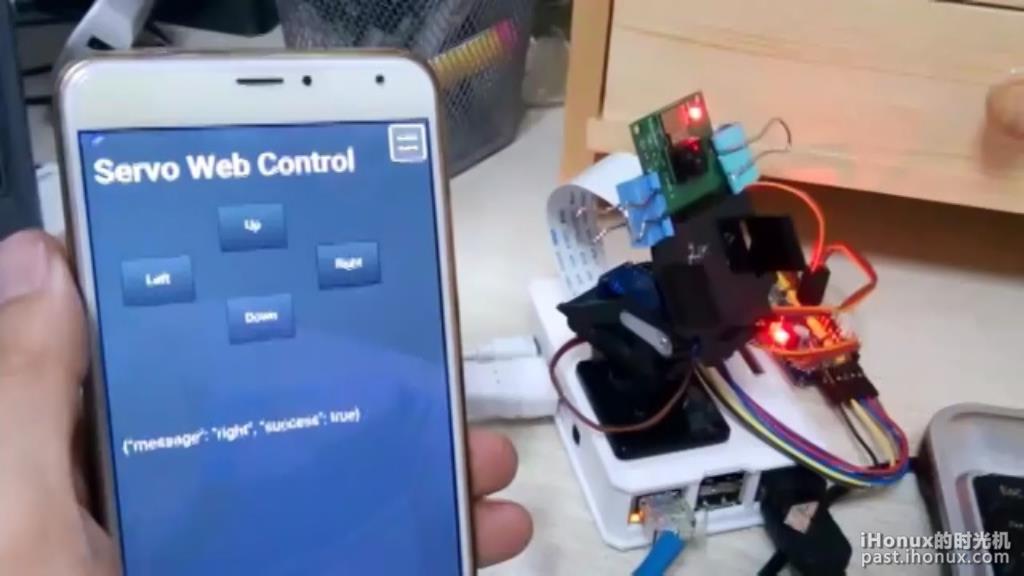 Servo Web Control
Up
Left
Right
Down
{"message": "right", "success": true}
Esc
iHonux的时光机
past.ihonux.com